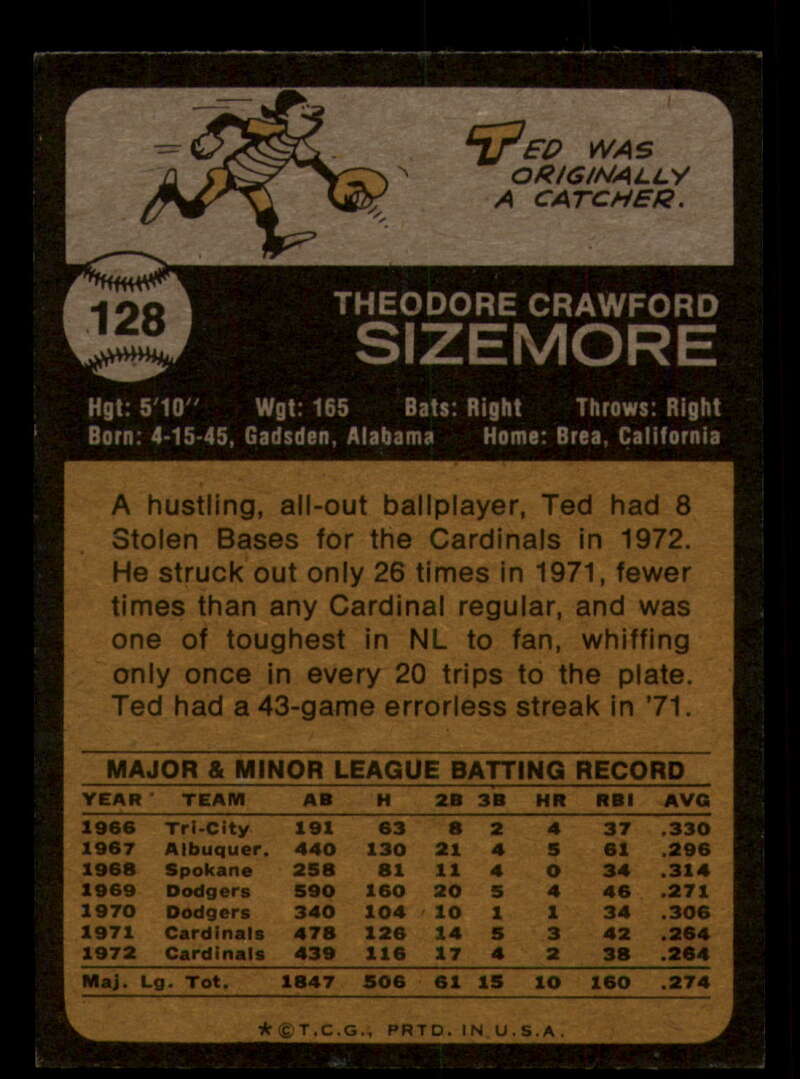 TED WAS
ORIGINALLY
A CATCHER.
128
THEODORE CRAWFORD
SIZEMORE
Hgt: 5'10" Wgt: 165 Bats: Right Throws: Right
Born: 4-15-45, Gadsden, Alabama Home: Brea, California
A hustling, all-out ballplayer, Ted had 8
Stolen Bases for the Cardinals in 1972.
He struck out only 26 times in 1971, fewer
times than any Cardinal regular, and was
one of toughest in NL to fan, whiffing
only once in every 20 trips to the plate.
Ted had a 43-game errorless streak in '71.
MAJOR & MINOR LEAGUE BATTING RECORD
YEAR TEAM AB H 2B 3B HR RBI AVG
1966 Tri-City 191 63 8 2 4 37 .330
1967 Albuquer. 440 130 21 4 5 61 .296
1968 Spokane 258 81 11 4 0 34 .314
1969 Dodgers 590 160 20 5 4 46 .271
1970 Dodgers 340 104 10 1 1 34 .306
1971 Cardinals 478 126 14 5 3 42 .264
1972 Cardinals 439 116 17 4 2 38 .264
Maj. Lg. Tot. 1847 506 61 15 10 160 .274
*©T.C.G., PRTD. IN U.S.A.